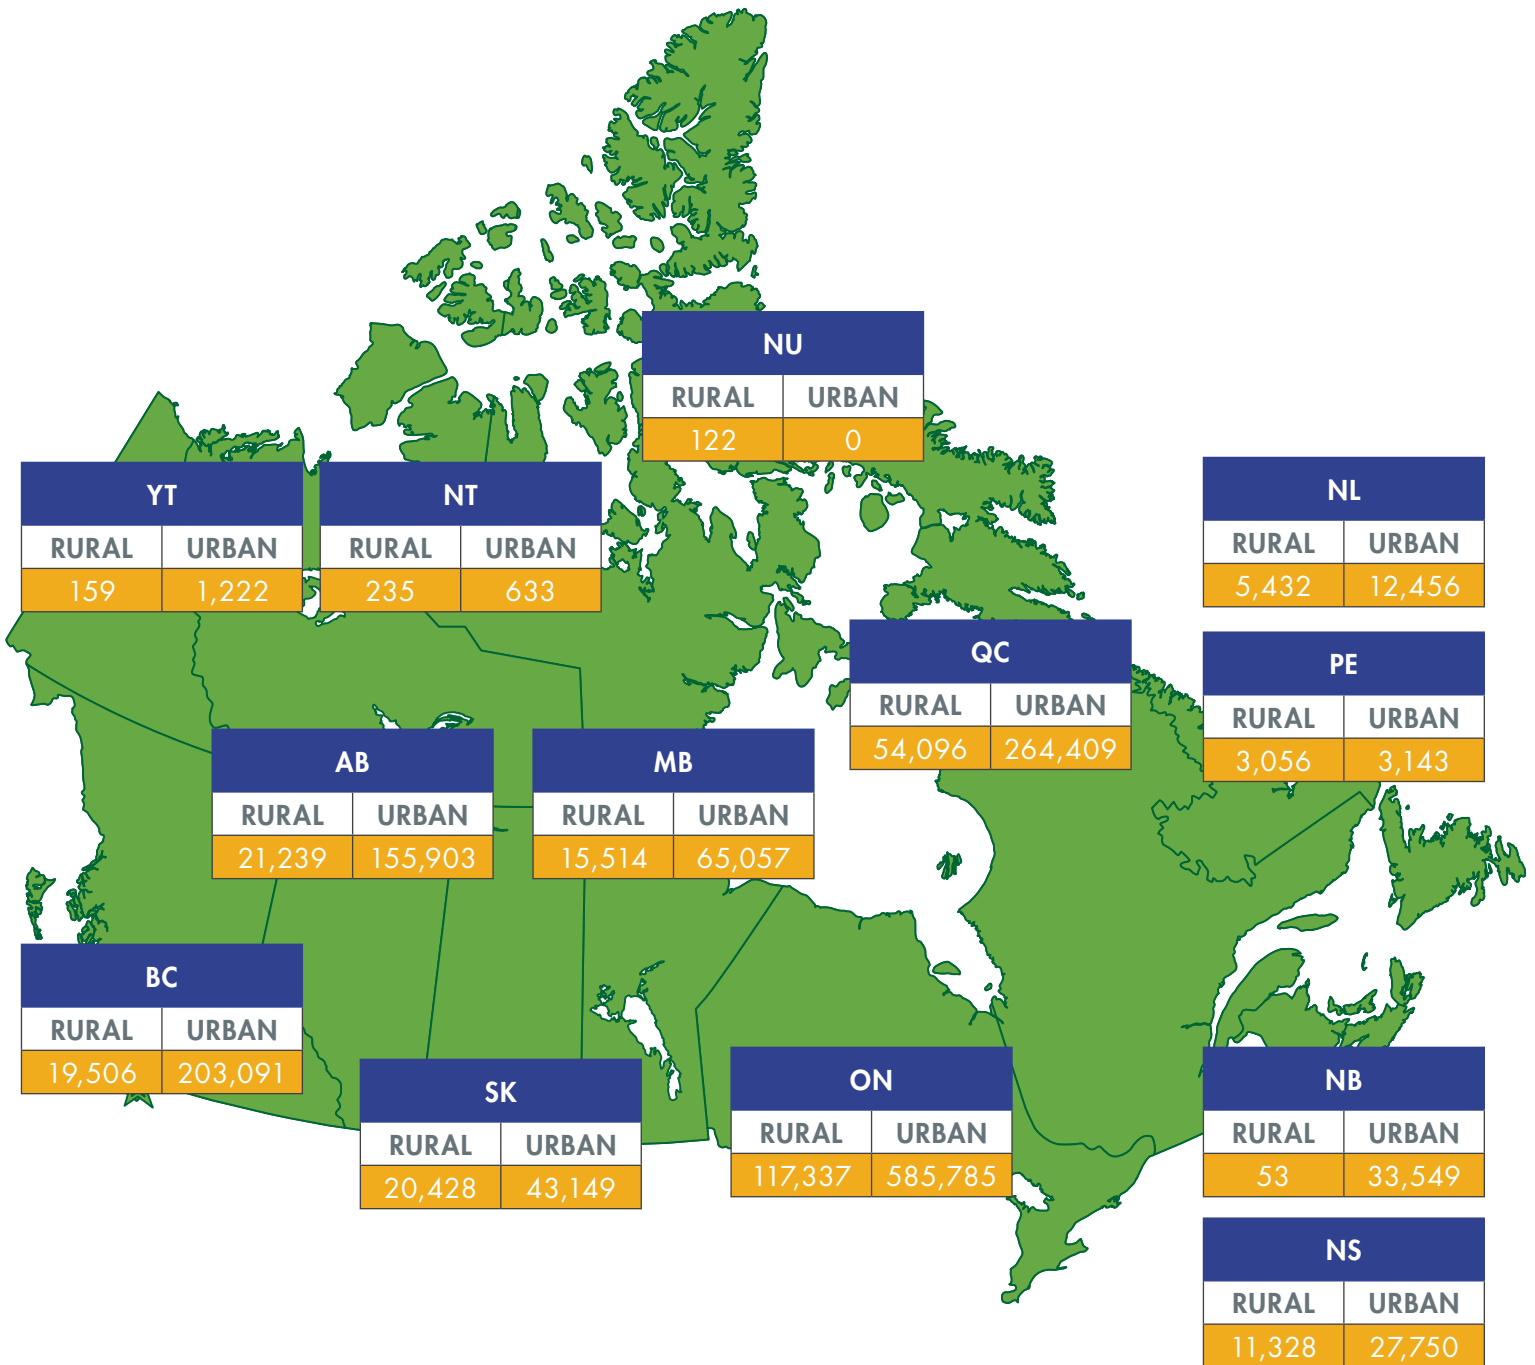 NU
RURAL URBAN
122 0
YT
RURAL URBAN
159 1,222
NT
RURAL URBAN
235 633
NL
RURAL URBAN
5,432 12,456
QC
RURAL URBAN
54,096 264,409
PE
RURAL URBAN
3,056 3,143
AB
RURAL URBAN
21,239 155,903
MB
RURAL URBAN
15,514 65,057
BC
RURAL URBAN
19,506 203,091
SK
RURAL URBAN
20,428 43,149
ON
RURAL URBAN
117,337 585,785
NB
RURAL URBAN
53 33,549
NS
RURAL URBAN
11,328 27,750